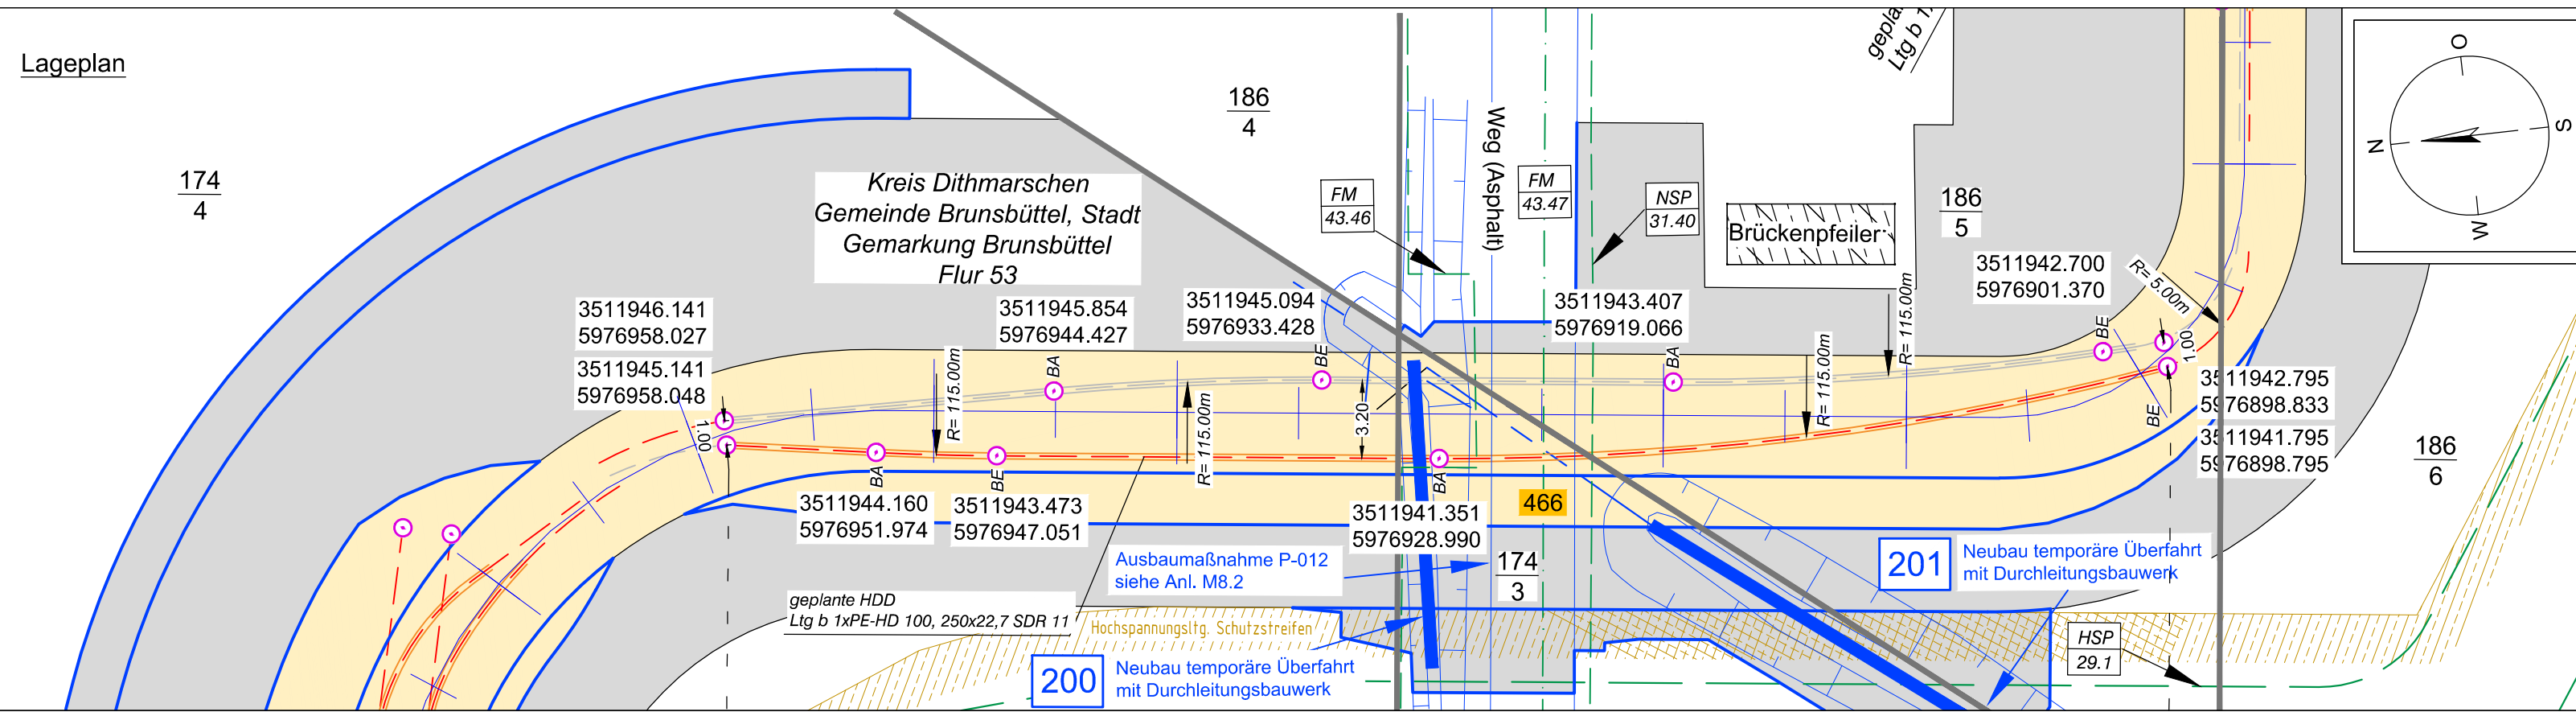 Lageplan
174
4
186
4
Kreis Dithmarschen
Gemeinde Brunsbüttel, Stadt
Gemarkung Brunsbüttel
Flur 53
FM
43.46
Weg (Asphalt)
FM
43.47
NSP
31.40
Brückenpfeiler
geplan
Ltg b 1
186
5
O
S
W
N
3511946.141
5976958.027
3511945.141
5976958.048
3511945.854
5976944.427
3511945.094
5976933.428
3511943.407
5976919.066
3511942.700
5976901.370
R= 5.00m
R= 115.00m
R= 115.00m
R= 115.00m
R= 115.00m
BA
BE
BA
BE
1.00
1.00
3.20
BA
BE
BA
BE
3511942.795
5976898.833
3511941.795
5976898.795
3511944.160
5976951.974
3511943.473
5976947.051
3511941.351
5976928.990
466
186
6
174
3
Ausbaumaßnahme P-012
siehe Anl. M8.2
201
Neubau temporäre Überfahrt
mit Durchleitungsbauwerk
geplante HDD
Ltg b 1xPE-HD 100, 250x22,7 SDR 11
Hochspannungsltg. Schutzstreifen
200
Neubau temporäre Überfahrt
mit Durchleitungsbauwerk
HSP
29.1